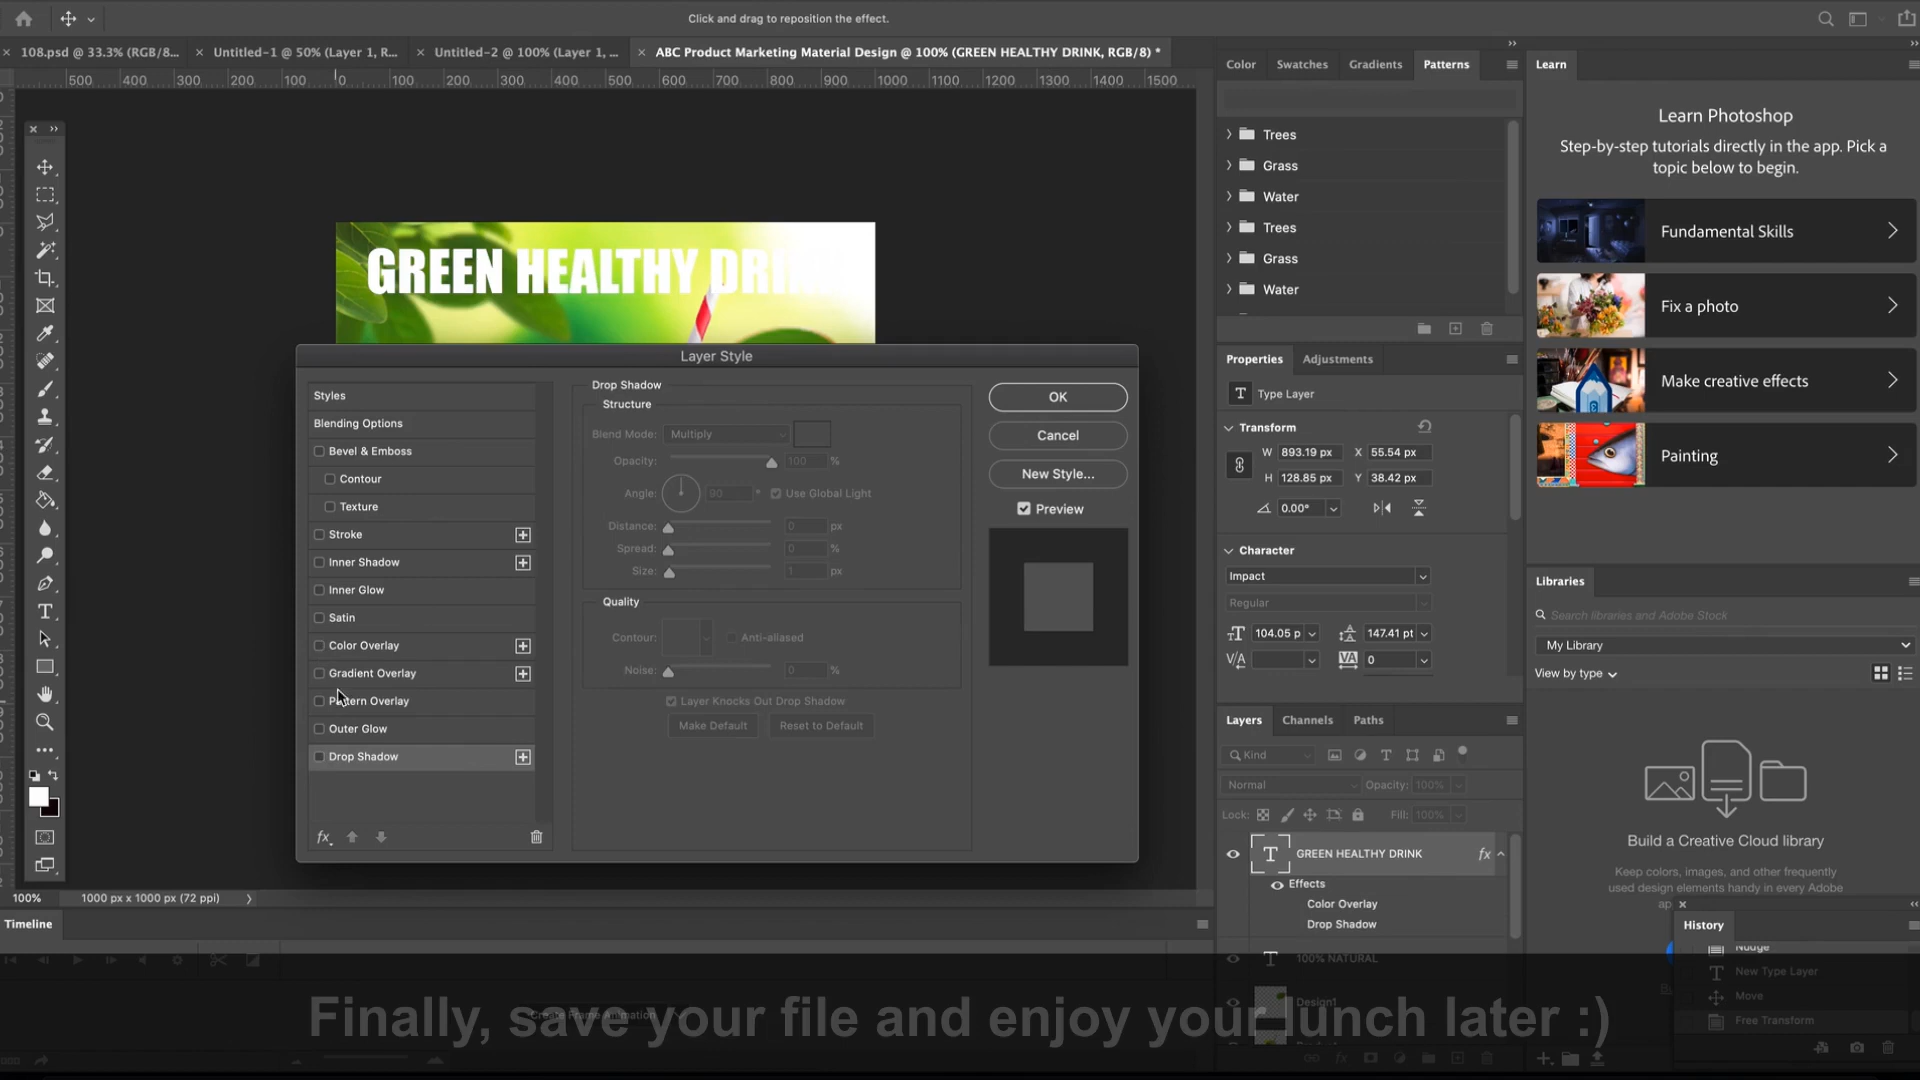 Click and drag to reposition the effect.
108.psd @ 33.3% (RGB/8...
Untitled-1 @ 50% (Layer 1, R...
Untitled-2 @ 100% (Layer 1, ...
ABC Product Marketing Material Design @ 100% (GREEN HEALTHY DRINK, RGB/8) *
500 400 300 200 100 0 100 200 300 400 500 600 700 800 900 1000 1100 1200 1300 1400 1500
GREEN HEALTHY DRINK
Layer Style
Styles
Blending Options
Bevel & Emboss
Contour
Texture
Stroke
Inner Shadow
Inner Glow
Satin
Color Overlay
Gradient Overlay
Pattern Overlay
Outer Glow
Drop Shadow
fx
Drop Shadow
Structure
Blend Mode: Multiply
Opacity: 100 %
Angle: 90 ° Use Global Light
Distance: 0 px
Spread: 0 %
Size: 1 px
Quality
Contour: Anti-aliased
Noise: 0 %
Layer Knocks Out Drop Shadow
Make Default Reset to Default
OK
Cancel
New Style...
Preview
100% 1000 px x 1000 px (72 ppi)
Timeline
Create Frame Animation
Color Swatches Gradients Patterns
Trees
Grass
Water
Trees
Grass
Water
Properties Adjustments
Type Layer
Transform
W 893.19 px X 55.54 px
H 128.85 px Y 38.42 px
0.00°
Character
Impact
Regular
104.05 p 147.41 pt
V/A VA 0
Layers Channels Paths
Kind
Normal Opacity: 100%
Lock: Fill: 100%
GREEN HEALTHY DRINK fx
Effects
Color Overlay
Drop Shadow
100% NATURAL
Design1
Learn
Learn Photoshop
Step-by-step tutorials directly in the app. Pick a
topic below to begin.
Fundamental Skills
Fix a photo
Make creative effects
Painting
Libraries
Search libraries and Adobe Stock
My Library
View by type
Build a Creative Cloud library
Keep colors, images, and other frequently
used design elements handy in every Adobe
History
Nudge
New Type Layer
Move
Free Transform
Finally, save your file and enjoy your lunch later :)